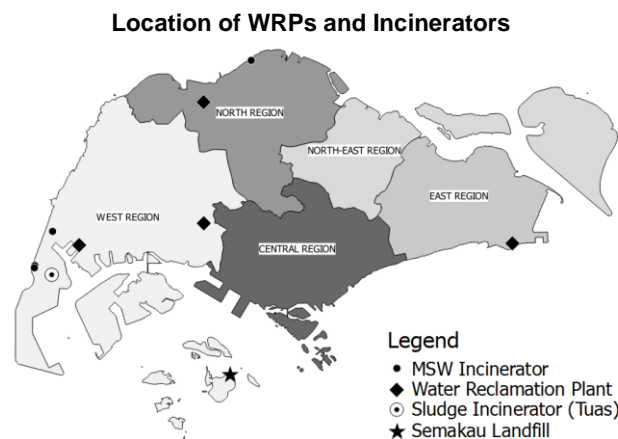 Location of WRPs and Incinerators
NORTH REGION
NORTH-EAST REGION
EAST REGION
WEST REGION
CENTRAL REGION
Legend
MSW Incinerator
Water Reclamation Plant
Sludge Incinerator (Tuas)
Semakau Landfill